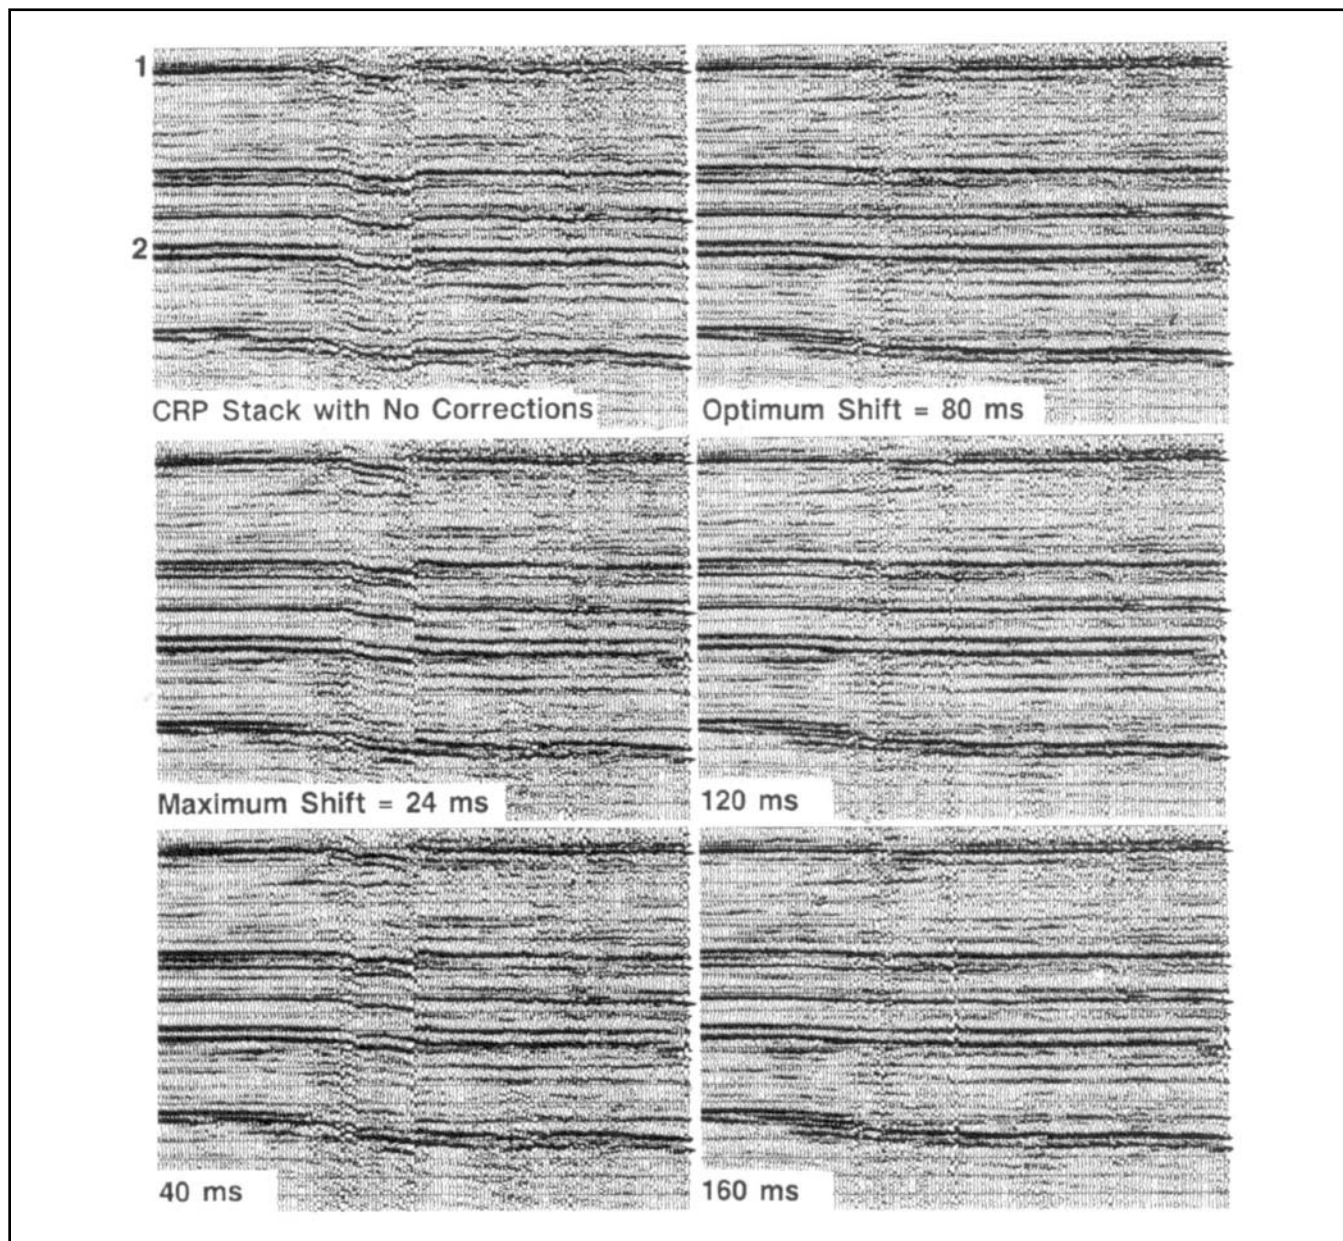 1
2
CRP Stack with No Corrections
Optimum Shift = 80 ms
Maximum Shift = 24 ms
120 ms
40 ms
160 ms